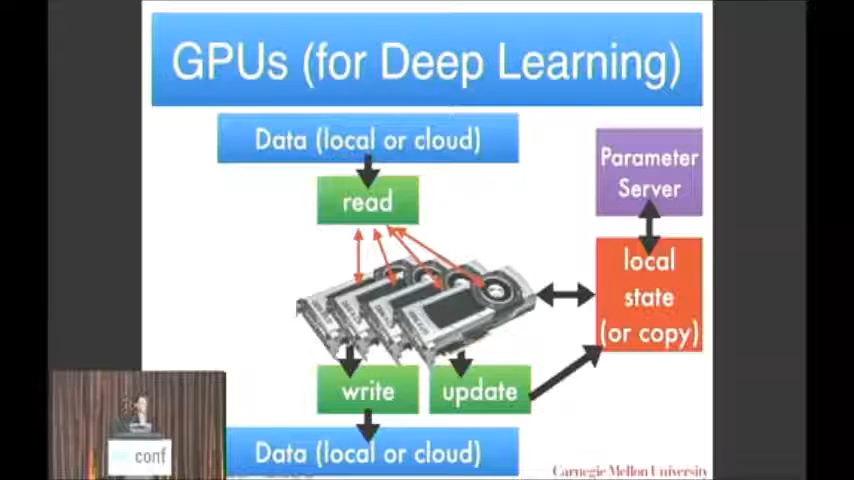 GPUs (for Deep Learning)
Data (local or cloud)
read
Parameter
Server
local
state
(or copy)
write
update
Data (local or cloud)
conf
Carnegie Mellon University